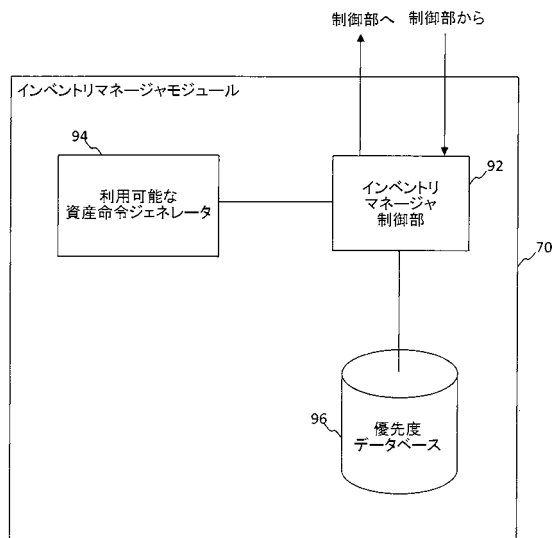 制御部へ 制御部から
インベントリマネージャモジュール
94
利用可能な
資産命令ジェネレータ
92
インベントリ
マネージャ
制御部
70
96
優先度
データベース